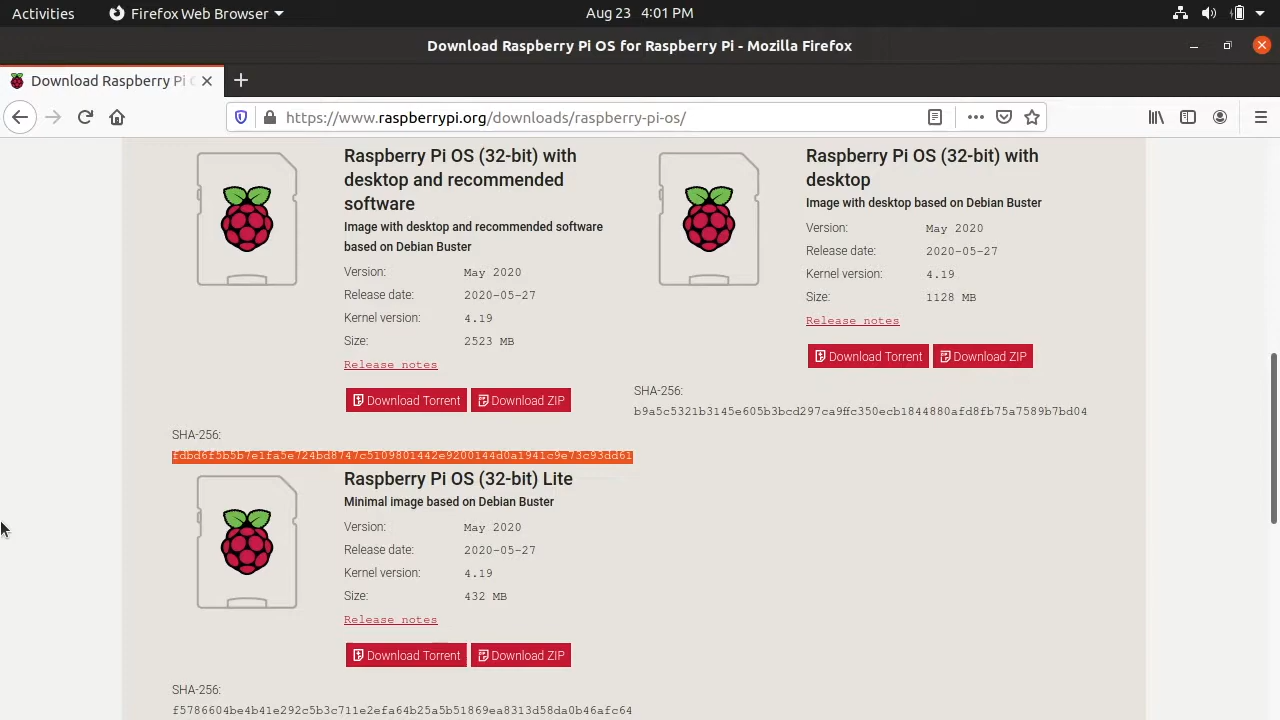 Activities
Firefox Web Browser
Aug 23 4:01 PM
Download Raspberry Pi OS for Raspberry Pi - Mozilla Firefox
Download Raspberry Pi
https://www.raspberrypi.org/downloads/raspberry-pi-os/
Raspberry Pi OS (32-bit) with
desktop and recommended
software
Image with desktop and recommended software
based on Debian Buster
Version: May 2020
Release date: 2020-05-27
Kernel version: 4.19
Size: 2523 MB
Release notes
Download Torrent
Download ZIP
SHA-256:
fdbd6f5b5b7e1fa5e724bd8747c5109801442e9200144d0a1941c9e73c93dd61
Raspberry Pi OS (32-bit) with
desktop
Image with desktop based on Debian Buster
Version: May 2020
Release date: 2020-05-27
Kernel version: 4.19
Size: 1128 MB
Release notes
Download Torrent
Download ZIP
SHA-256:
b9a5c5321b3145e605b3bcd297ca9ffc350ecb1844880afd8fb75a7589b7bd04
Raspberry Pi OS (32-bit) Lite
Minimal image based on Debian Buster
Version: May 2020
Release date: 2020-05-27
Kernel version: 4.19
Size: 432 MB
Release notes
Download Torrent
Download ZIP
SHA-256:
f5786604be4b41e292c5b3c711e2efa64b25a5b51869ea8313d58da0b46afc64